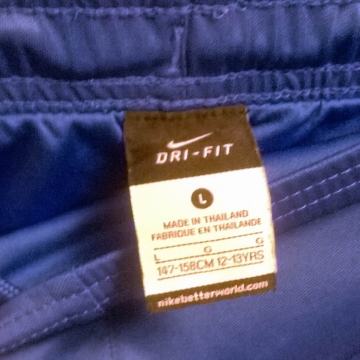 DRI-FIT
L
MADE IN THAILAND
FABRIQUE EN THAILANDE
L G G
147-158CM 12-13YRS
nikebetterworld.com